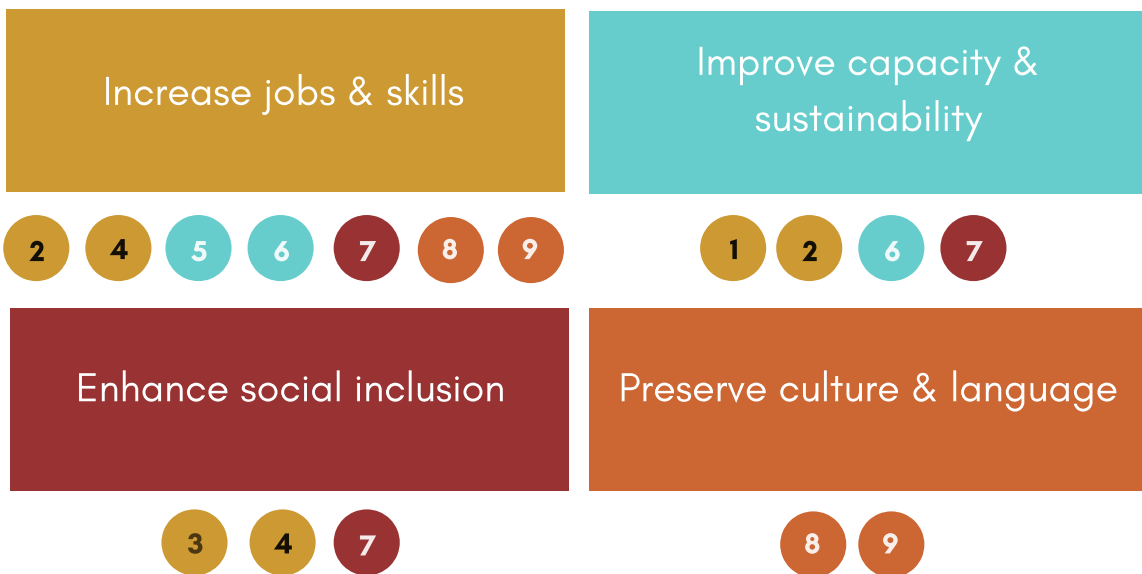 Increase jobs & skills
Improve capacity &
sustainability
2 4 5 6 7 8 9
1 2 6 7
Enhance social inclusion
Preserve culture & language
3 4 7
8 9